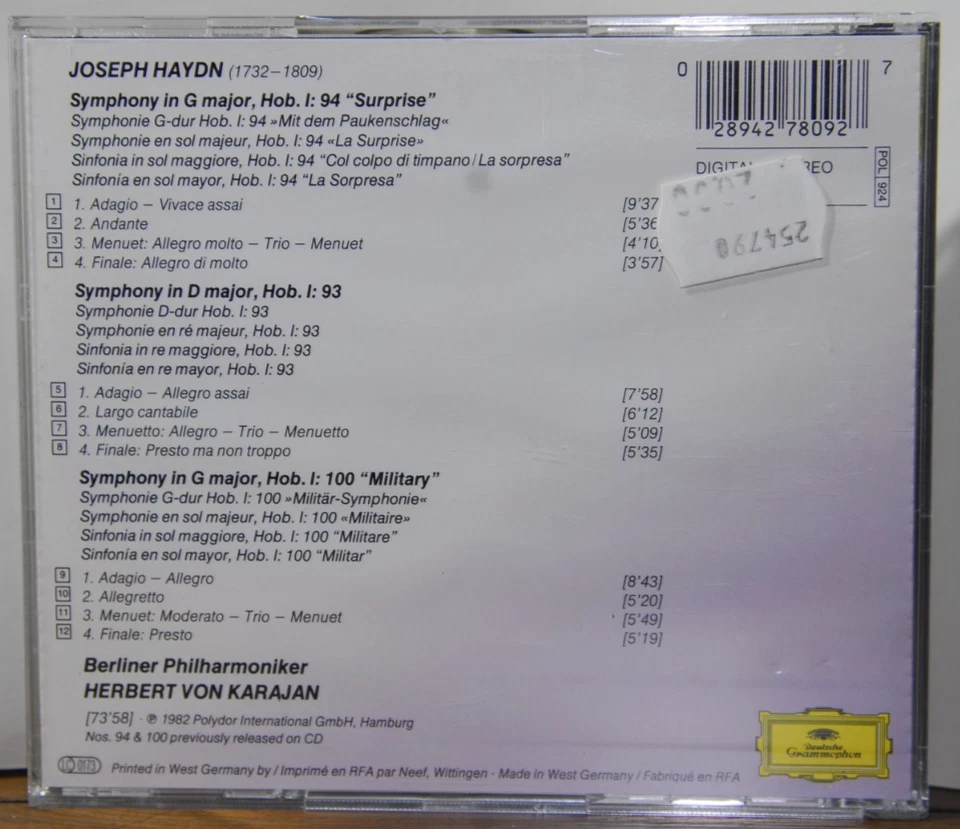 JOSEPH HAYDN (1732–1809)
Symphony in G major, Hob. I: 94 “Surprise”
Symphonie G-dur Hob. I: 94 »Mit dem Paukenschlag«
Symphonie en sol majeur, Hob. I: 94 «La Surprise»
Sinfonia in sol maggiore, Hob. I: 94 “Col colpo di timpano/La sorpresa”
Sinfonía en sol mayor, Hob. I: 94 “La Sorpresa”
1 1. Adagio – Vivace assai [9'37
2 2. Andante [5'36
3 3. Menuet: Allegro molto – Trio – Menuet [4'10]
4 4. Finale: Allegro di molto [3'57]
Symphony in D major, Hob. I: 93
Symphonie D-dur Hob. I: 93
Symphonie en ré majeur, Hob. I: 93
Sinfonia in re maggiore, Hob. I: 93
Sinfonía en re mayor, Hob. I: 93
5 1. Adagio – Allegro assai [7'58]
6 2. Largo cantabile [6'12]
7 3. Menuetto: Allegro – Trio – Menuetto [5'09]
8 4. Finale: Presto ma non troppo [5'35]
Symphony in G major, Hob. I: 100 “Military”
Symphonie G-dur Hob. I: 100 »Militär-Symphonie«
Symphonie en sol majeur, Hob. I: 100 «Militaire»
Sinfonia in sol maggiore, Hob. I: 100 “Militare”
Sinfonía en sol mayor, Hob. I: 100 “Militar”
9 1. Adagio – Allegro [8'43]
10 2. Allegretto [5'20]
11 3. Menuet: Moderato – Trio – Menuet [5'49]
12 4. Finale: Presto [5'19]
Berliner Philharmoniker
HERBERT VON KARAJAN
[73'58] · ℗ 1982 Polydor International GmbH, Hamburg
Nos. 94 & 100 previously released on CD
LC 0173 Printed in West Germany by / Imprimé en RFA par Neef, Wittingen · Made in West Germany / Fabriqué en RFA
0 28942 78092 7
POL 924
254790
Deutsche
Grammophon